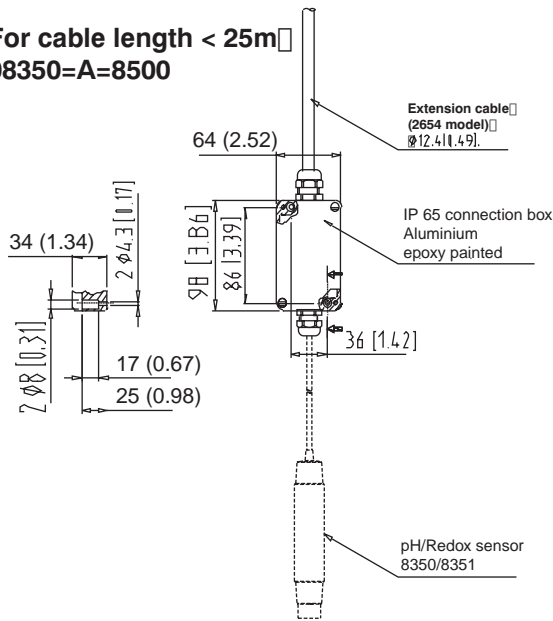 For cable length < 25m
08350=A=8500
Extension cable
(2654 model)
Ø12.4[0.49].
64 (2.52)
IP 65 connection box
Aluminium
epoxy painted
34 (1.34)
2 Ø4.3 [0.17]
98 [3.86]
86 [3.39]
36 [1.42]
2 Ø8 [0.31]
17 (0.67)
25 (0.98)
pH/Redox sensor
8350/8351